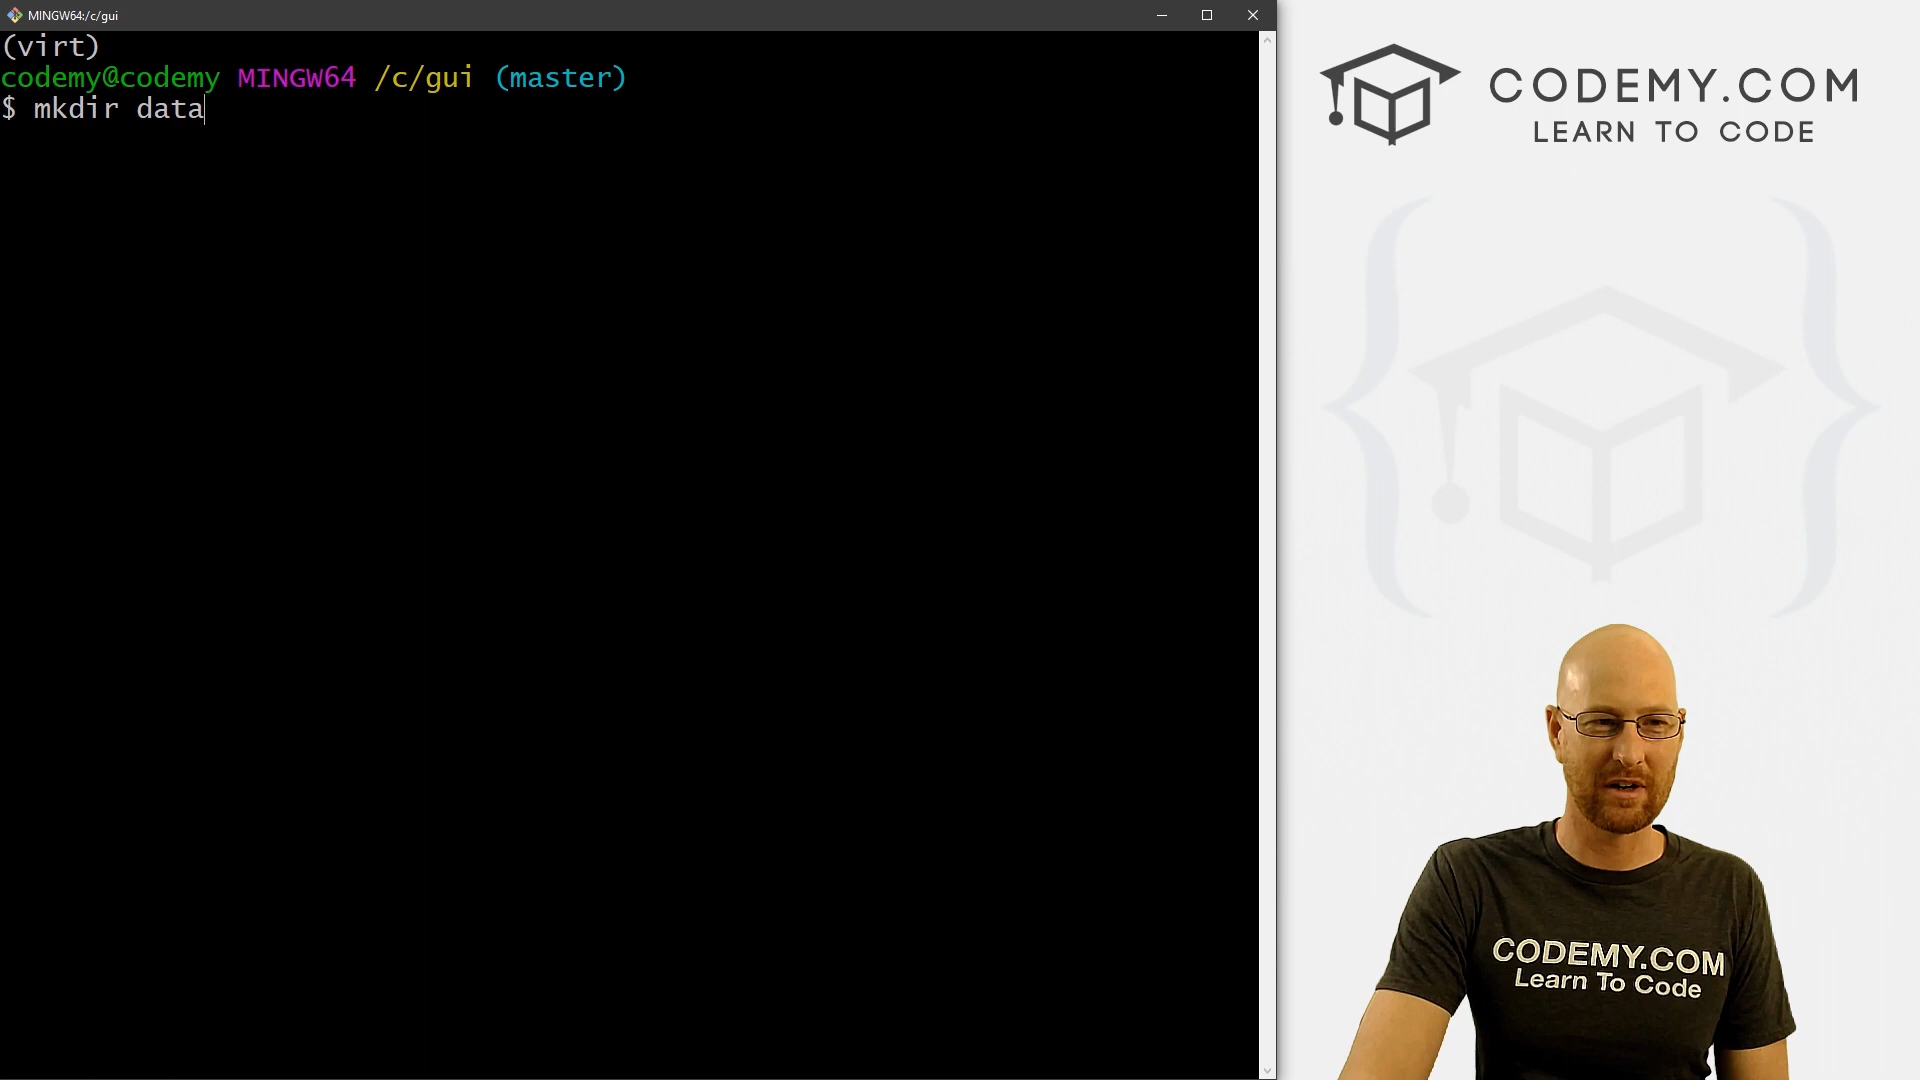 MINGW64:/c/gui
(virt)
codemy@codemy MINGW64 /c/gui (master)
$ mkdir data
CODEMY.COM
LEARN TO CODE
CODEMY.COM
Learn To Code